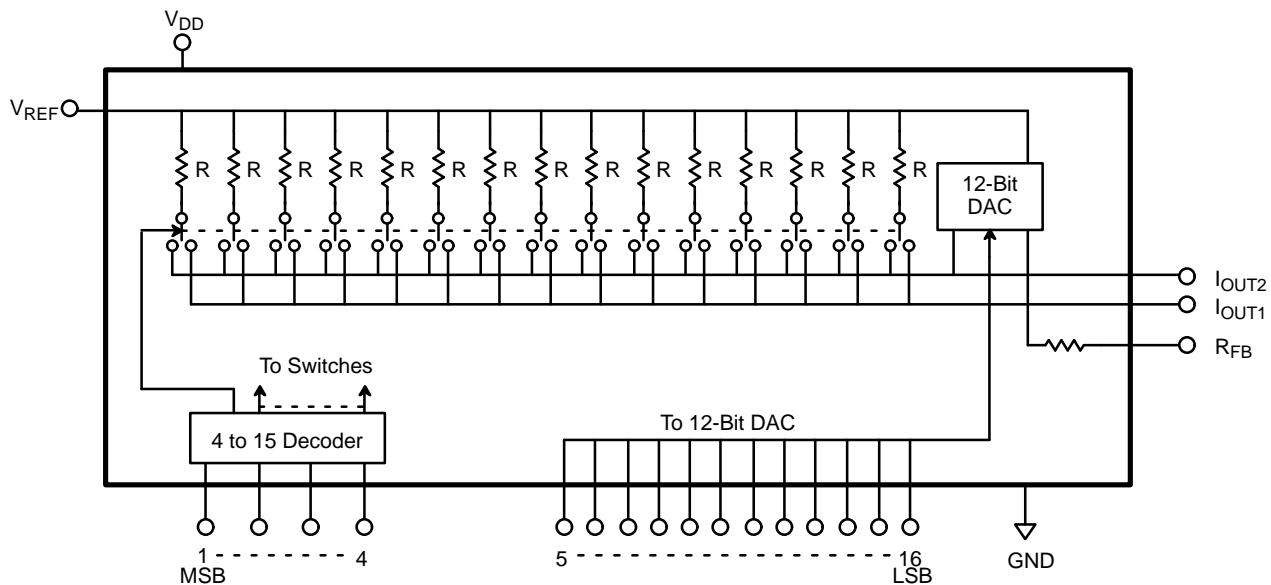 VDD
VREF
R R R R R R R R R R R R R R R
12-Bit
DAC
IOUT2
IOUT1
RFB
To Switches
4 to 15 Decoder
To 12-Bit DAC
1 4 5 16 GND
MSB LSB